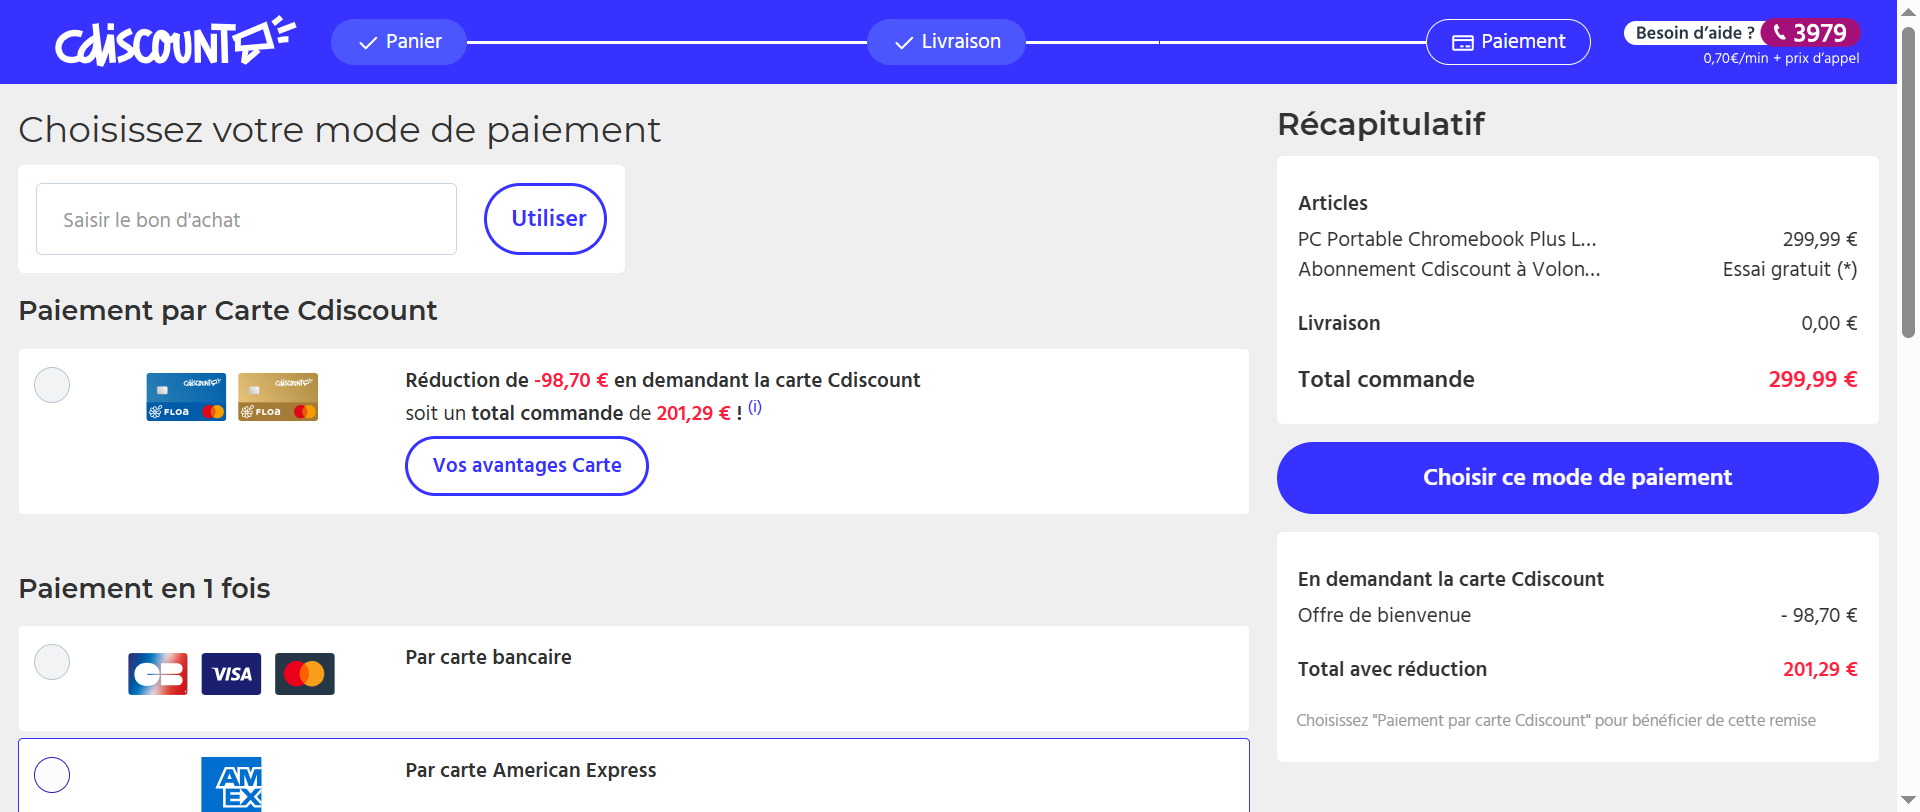 Cdiscount
Panier
Livraison
Paiement
Besoin d'aide ? 3979
0,70€/min + prix d'appel
Choisissez votre mode de paiement
Saisir le bon d'achat
Utiliser
Paiement par Carte Cdiscount
CDISCOUNT FLOA
CDISCOUNT FLOA
Réduction de -98,70 € en demandant la carte Cdiscount
soit un total commande de 201,29 € ! (i)
Vos avantages Carte
Paiement en 1 fois
CB VISA
Par carte bancaire
AM
EX
Par carte American Express
Récapitulatif
Articles
PC Portable Chromebook Plus L... 299,99 €
Abonnement Cdiscount à Volon... Essai gratuit (*)
Livraison 0,00 €
Total commande 299,99 €
Choisir ce mode de paiement
En demandant la carte Cdiscount
Offre de bienvenue - 98,70 €
Total avec réduction 201,29 €
Choisissez "Paiement par carte Cdiscount" pour bénéficier de cette remise